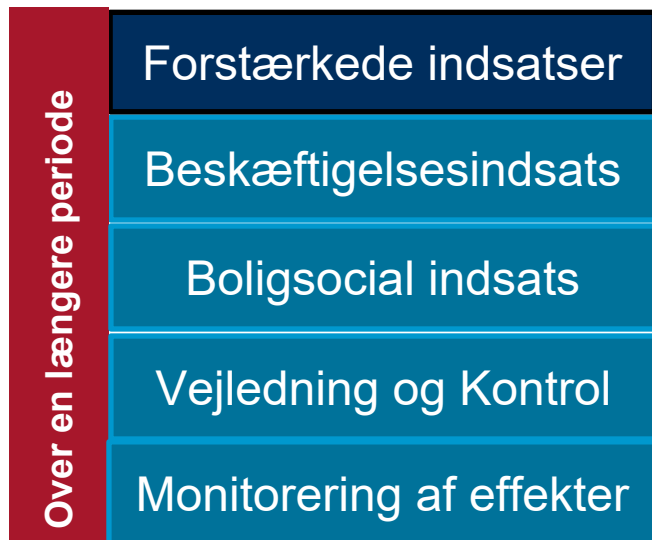 Over en længere periode
Forstærkede indsatser
Beskæftigelsesindsats
Boligsocial indsats
Vejledning og Kontrol
Monitorering af effekter